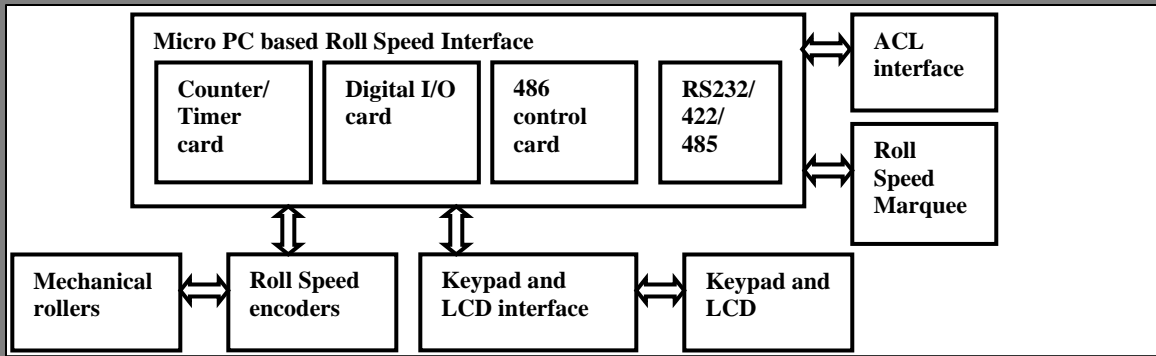 Micro PC based Roll Speed Interface
Counter/
Timer
card
Digital I/O
card
486
control
card
RS232/
422/
485
ACL
interface
Roll
Speed
Marquee
Mechanical
rollers
Roll Speed
encoders
Keypad and
LCD interface
Keypad and
LCD